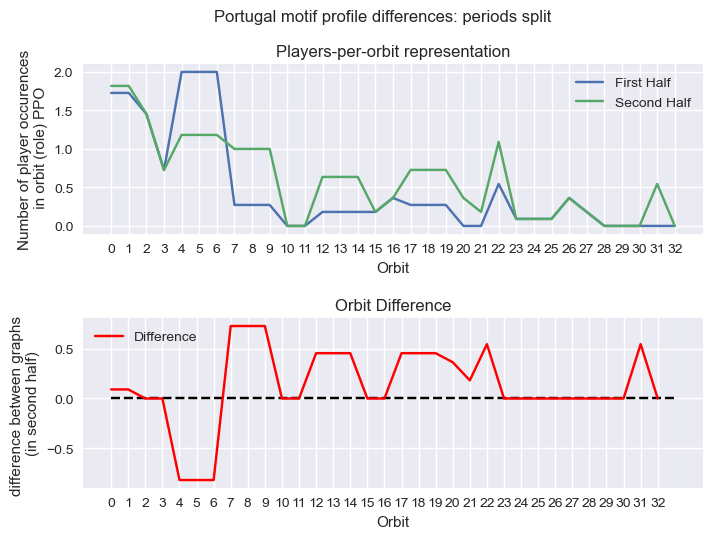 Portugal motif profile differences: periods split
Players-per-orbit representation
Number of player occurences
in orbit (role) PPO
2.0
1.5
1.0
0.5
0.0
First Half
Second Half
0 1 2 3 4 5 6 7 8 9 10 11 12 13 14 15 16 17 18 19 20 21 22 23 24 25 26 27 28 29 30 31 32
Orbit
Orbit Difference
difference between graphs
(in second half)
0.5
0.0
−0.5
Difference
0 1 2 3 4 5 6 7 8 9 10 11 12 13 14 15 16 17 18 19 20 21 22 23 24 25 26 27 28 29 30 31 32
Orbit